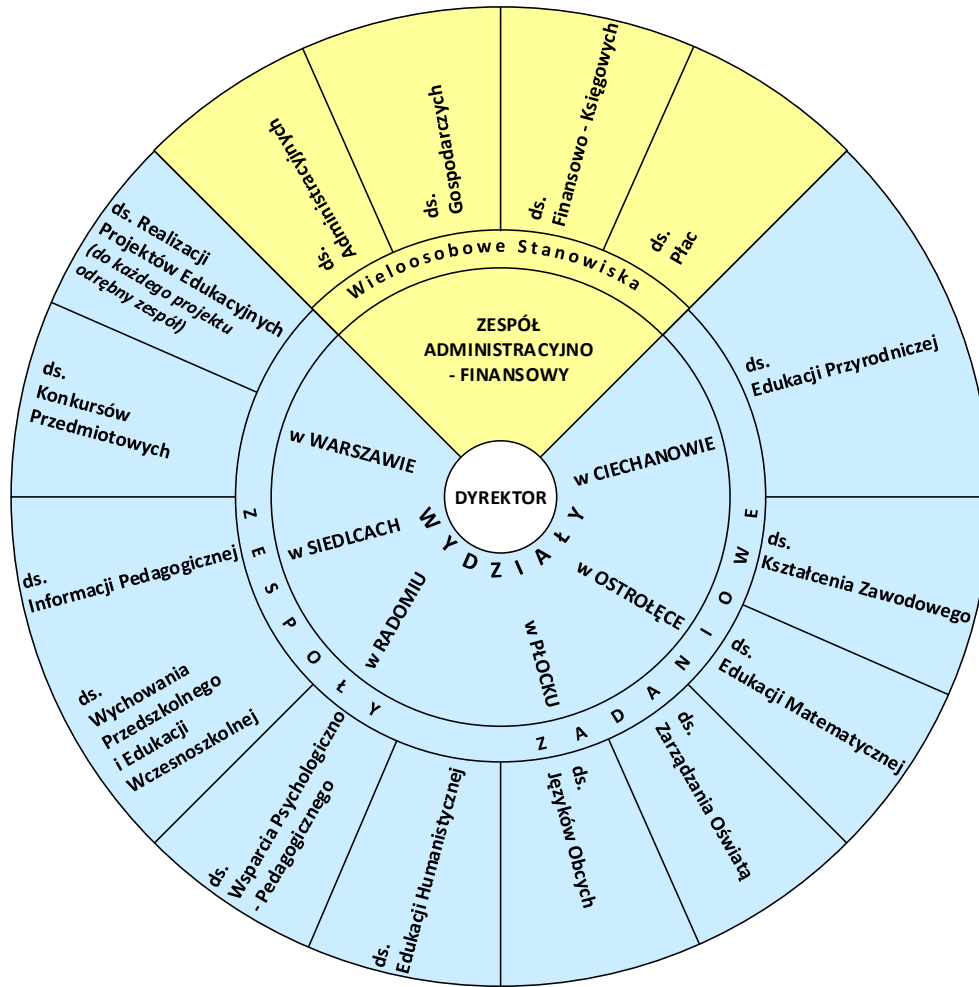 ds.
Administracyjnych
ds.
Gospodarczych
ds.
Finansowo - Księgowych
ds.
Płac
Wieloosobowe Stanowiska
ZESPÓŁ
ADMINISTRACYJNO
- FINANSOWY
DYREKTOR
WYDZIAŁY
w WARSZAWIE
w SIEDLCACH
w RADOMIU
w PŁOCKU
w OSTROŁĘCE
w CIECHANOWIE
ZESPOŁY ZADANIOWE
ds. Realizacji
Projektów Edukacyjnych
(do każdego projektu
odrębny zespół)
ds.
Konkursów
Przedmiotowych
ds.
Informacji Pedagogicznej
ds.
Wychowania
Przedszkolnego
i Edukacji
Wczesnoszkolnej
ds.
Wsparcia Psychologiczno
- Pedagogicznego
ds.
Edukacji Humanistycznej
ds.
Języków Obcych
ds.
Zarządzania Oświatą
ds.
Edukacji Matematycznej
ds.
Kształcenia Zawodowego
ds.
Edukacji Przyrodniczej